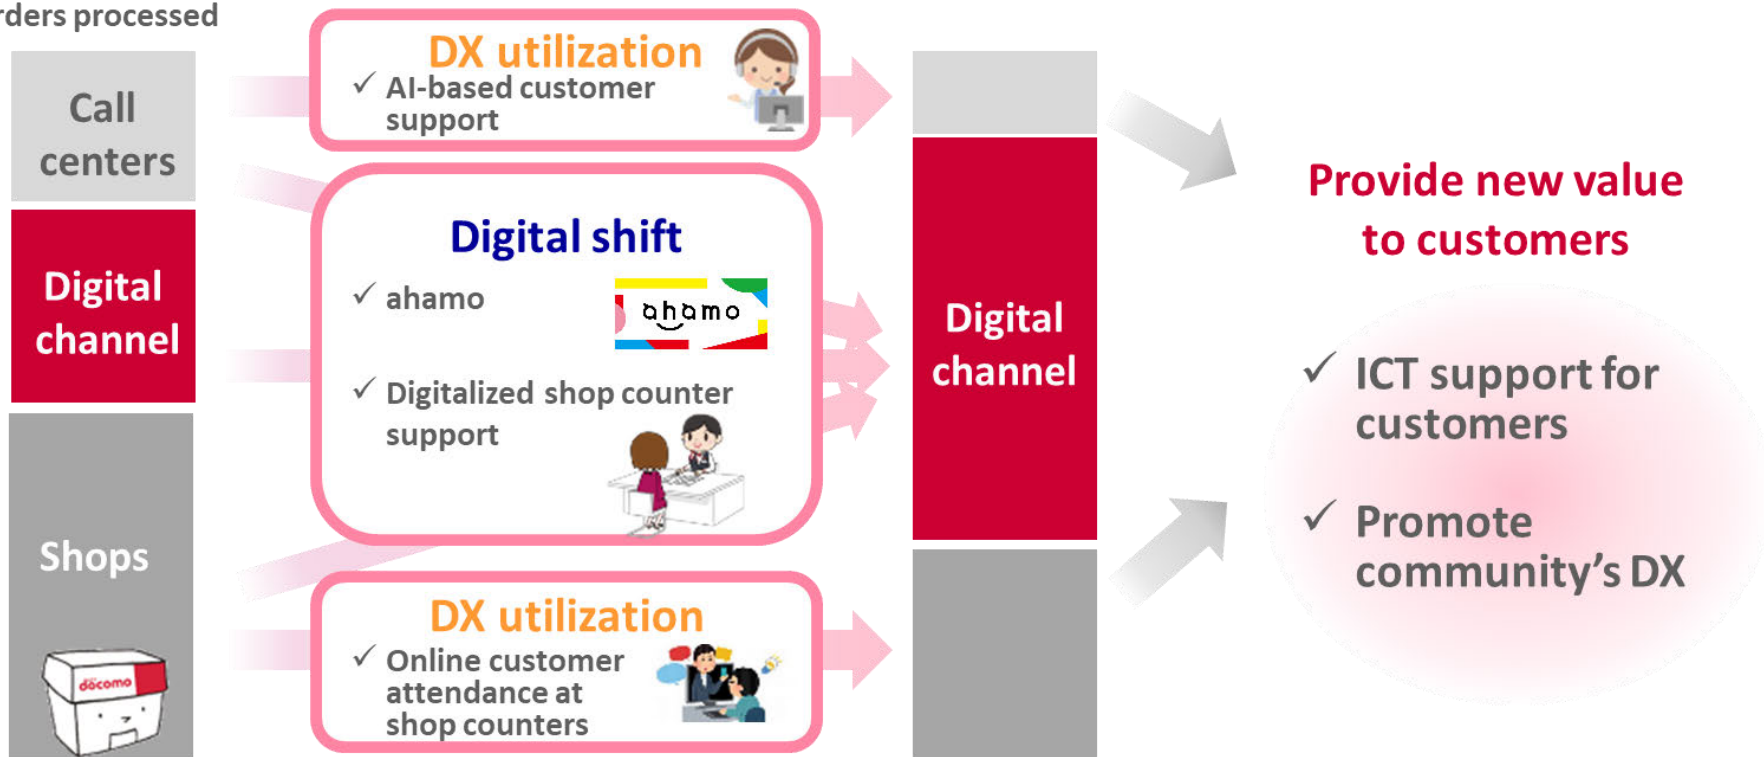 rders processed
Call
centers
Digital
channel
Shops
docomo
DX utilization
✓ AI-based customer
support
Digital shift
✓ ahamo
ahamo
✓ Digitalized shop counter
support
DX utilization
✓ Online customer
attendance at
shop counters
Digital
channel
Provide new value
to customers
✓ ICT support for
customers
✓ Promote
community's DX